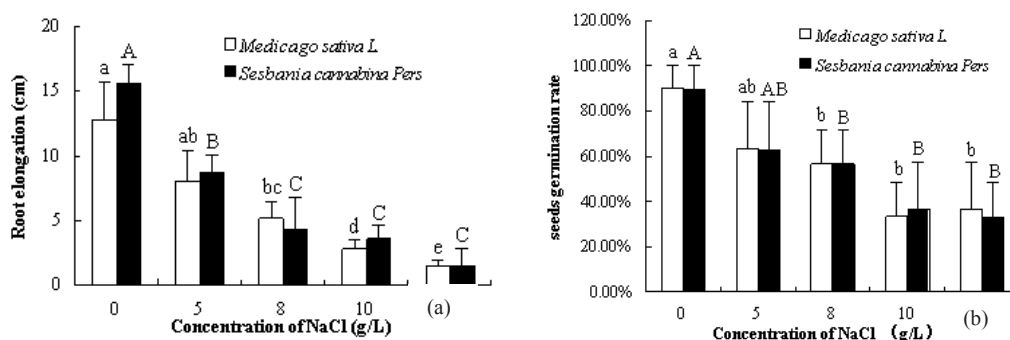 20
15
10
5
0
Root elongation (cm)
Medicago sativa L
Sesbania cannabina Pers
a A
ab B
bc C
d C
e C
0 5 8 10
Concentration of NaCl (g/L)
(a)
120.00%
100.00%
80.00%
60.00%
40.00%
20.00%
0.00%
seeds germination rate
Medicago sativa L
Sesbania cannabina Pers
a A
ab AB
b B
b B
b B
0 5 8 10
Concentration of NaCl （g/L）
(b)